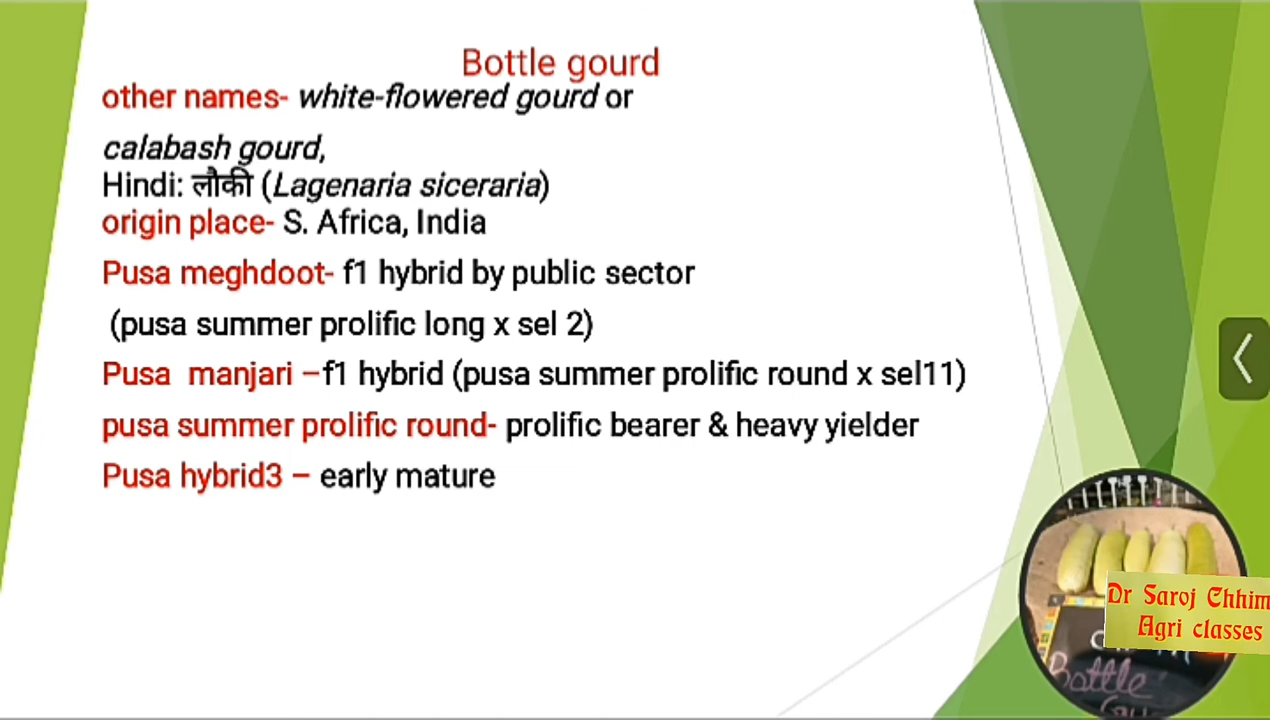 Bottle gourd
other names- white-flowered gourd or
calabash gourd,
Hindi: लौकी (Lagenaria siceraria)
origin place- S. Africa, India
Pusa meghdoot- f1 hybrid by public sector
(pusa summer prolific long x sel 2)
Pusa manjari –f1 hybrid (pusa summer prolific round x sel11)
pusa summer prolific round- prolific bearer & heavy yielder
Pusa hybrid3 – early mature
Dr Saroj Chhim
Agri classes
Bottle